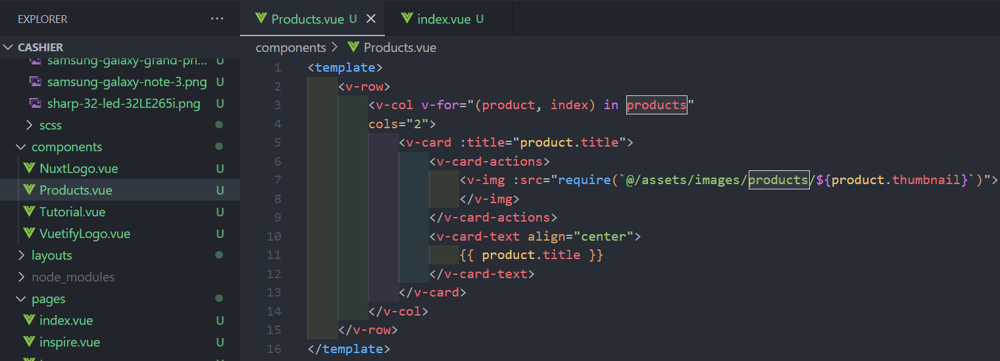 EXPLORER ...
CASHIER
samsung-galaxy-grand-pri... U
samsung-galaxy-note-3.png U
sharp-32-led-32LE265i.png U
scss
components
NuxtLogo.vue U
Products.vue U
Tutorial.vue U
VuetifyLogo.vue U
layouts
node_modules
pages
index.vue U
inspire.vue U
Products.vue U
index.vue U
components > Products.vue
1 <template>
2 <v-row>
3 <v-col v-for="(product, index) in products"
4 cols="2">
5 <v-card :title="product.title">
6 <v-card-actions>
7 <v-img :src="require(`@/assets/images/products/${product.thumbnail}`)">
8 </v-img>
9 </v-card-actions>
10 <v-card-text align="center">
11 {{ product.title }}
12 </v-card-text>
13 </v-card>
14 </v-col>
15 </v-row>
16 </template>